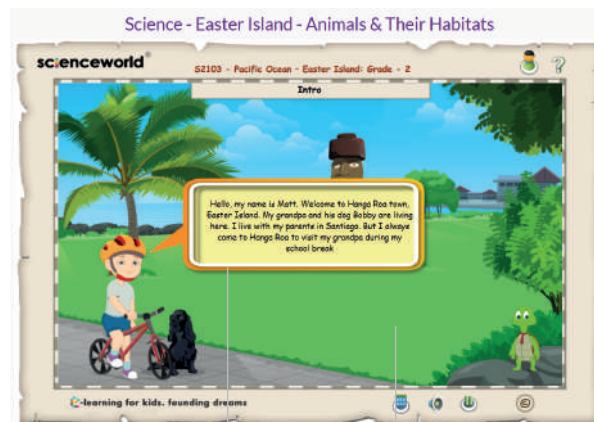 Science - Easter Island - Animals & Their Habitats
scienceworld
S2103 - Pacific Ocean - Easter Island: Grade - 2
Intro
Hello, my name is Matt. Welcome to Hanga Roa town,
Easter Island. My grandpa and his dog Bobby are living
here. I live with my parents in Santiago. But I always
come to Hanga Roa to visit my grandpa during my
school break
e-learning for kids. founding dreams